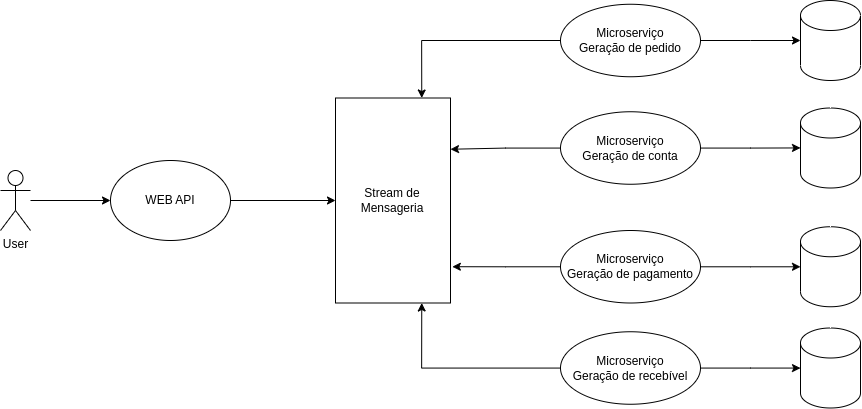 Microserviço
Geração de pedido
Microserviço
Geração de conta
Stream de
Mensageria
WEB API
User
Microserviço
Geração de pagamento
Microserviço
Geração de recebível